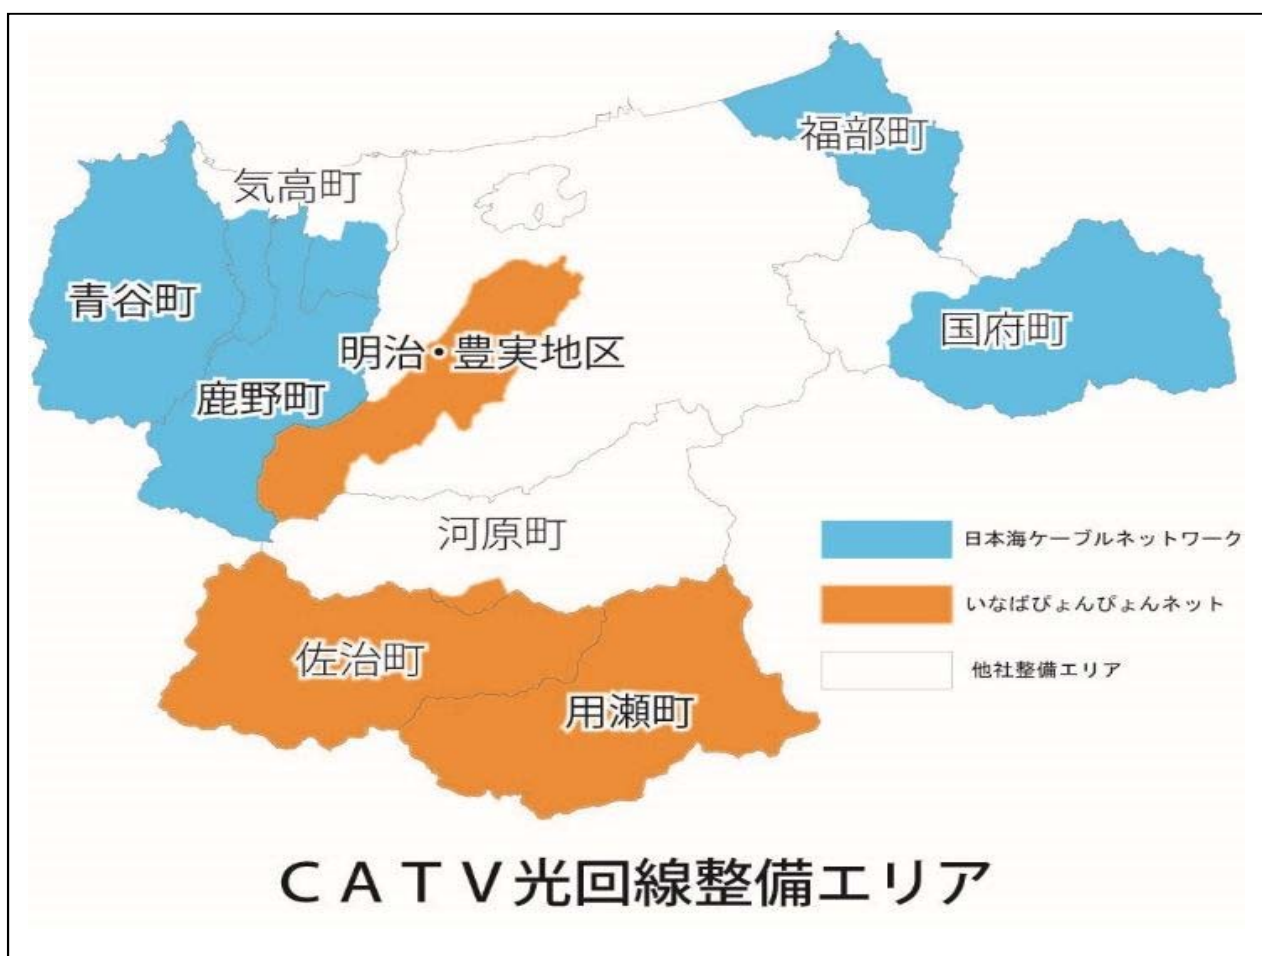 福部町
気高町
青谷町
国府町
明治・豊実地区
鹿野町
河原町
日本海ケーブルネットワーク
いなばぴょんぴょんネット
佐治町
他社整備エリア
用瀬町
ＣＡＴＶ光回線整備エリア